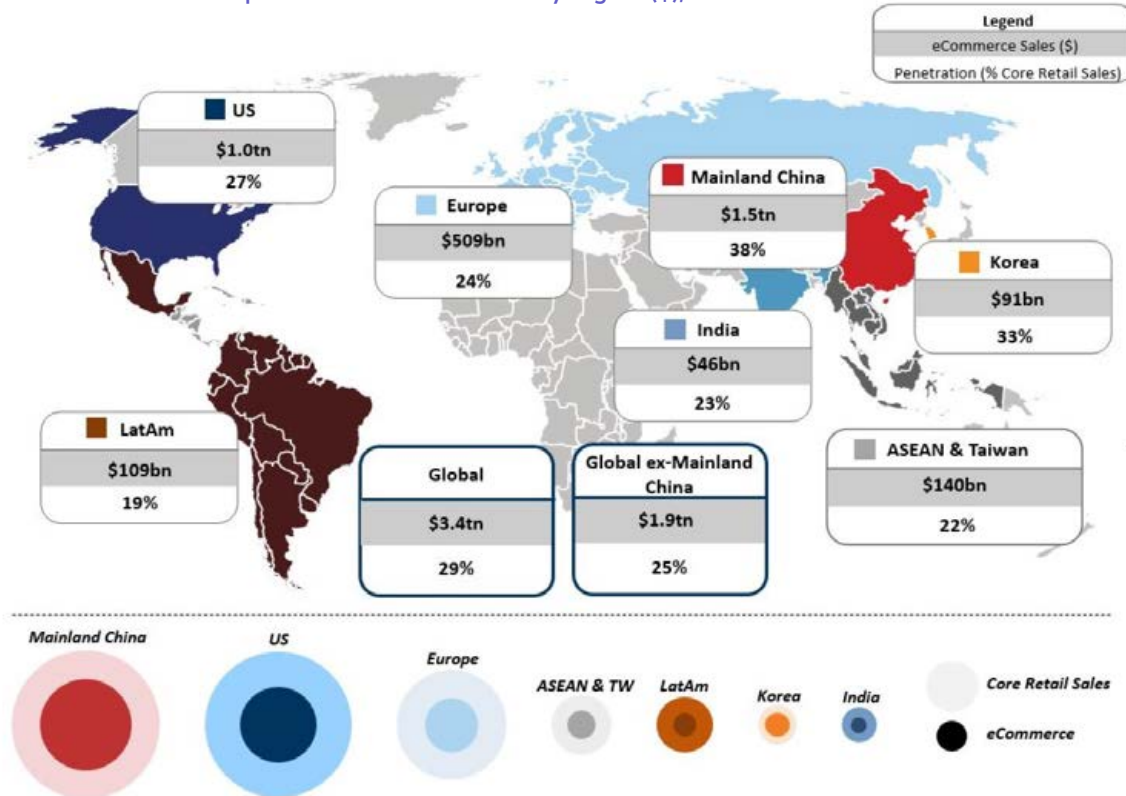 Legend
eCommerce Sales ($)
Penetration (% Core Retail Sales)
US
$1.0tn
27%
Europe
$509bn
24%
Mainland China
$1.5tn
38%
Korea
$91bn
33%
India
$46bn
23%
LatAm
$109bn
19%
Global
$3.4tn
29%
Global ex-Mainland
China
$1.9tn
25%
ASEAN & Taiwan
$140bn
22%
Mainland China
US
Europe
ASEAN & TW
LatAm
Korea
India
Core Retail Sales
eCommerce